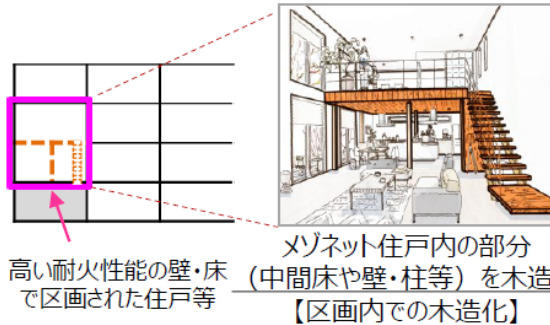 高い耐火性能の壁・床
で区画された住戸等
メゾネット住戸内の部分
（中間床や壁・柱等）を木造
【区画内での木造化】